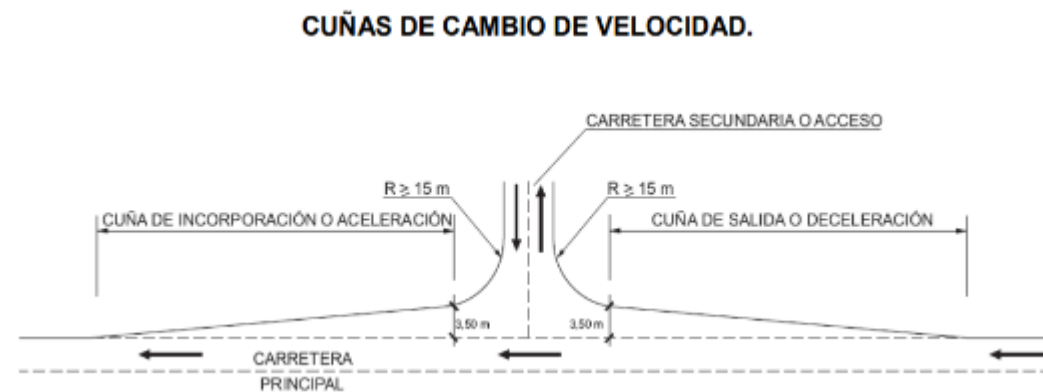 CUÑAS DE CAMBIO DE VELOCIDAD.
CARRETERA SECUNDARIA O ACCESO
R ≥ 15 m
R ≥ 15 m
CUÑA DE INCORPORACIÓN O ACELERACIÓN
CUÑA DE SALIDA O DECELERACIÓN
3,50 m
3,50 m
CARRETERA
PRINCIPAL